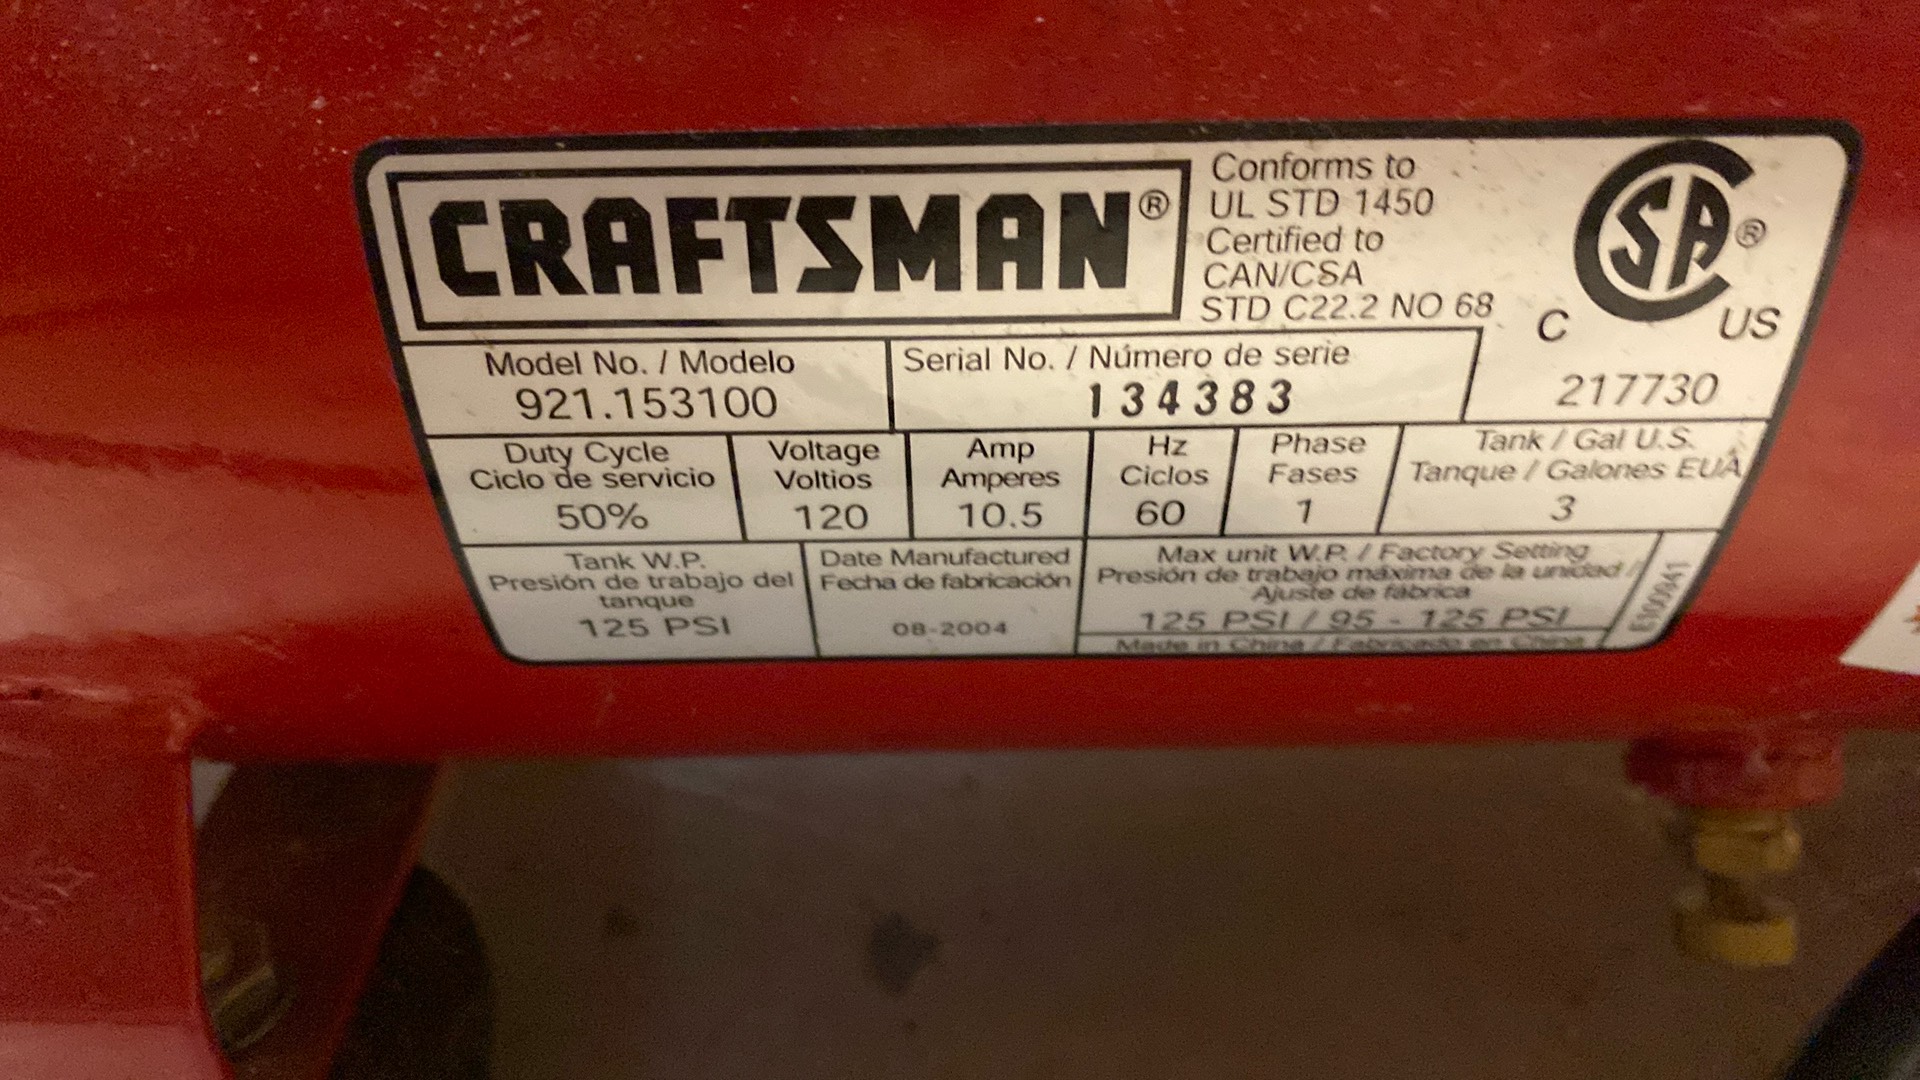 CRAFTSMAN®
Conforms to
UL STD 1450
Certified to
CAN/CSA
STD C22.2 NO 68
CSA®
C US
217730
Model No. / Modelo
921.153100
Serial No. / Número de serie
134383
Duty Cycle
Ciclo de servicio
50%
Voltage
Voltios
120
Amp
Amperes
10.5
Hz
Ciclos
60
Phase
Fases
1
Tank / Gal U.S.
Tanque / Galones EUA
3
Tank W.P.
Presión de trabajo del
tanque
125 PSI
Date Manufactured
Fecha de fabricación
08-2004
Max unit W.P. / Factory Setting
Presión de trabajo máxima de la unidad /
Ajuste de fábrica
125 PSI / 95 - 125 PSI
Made in China / Fabricado en China
E100941